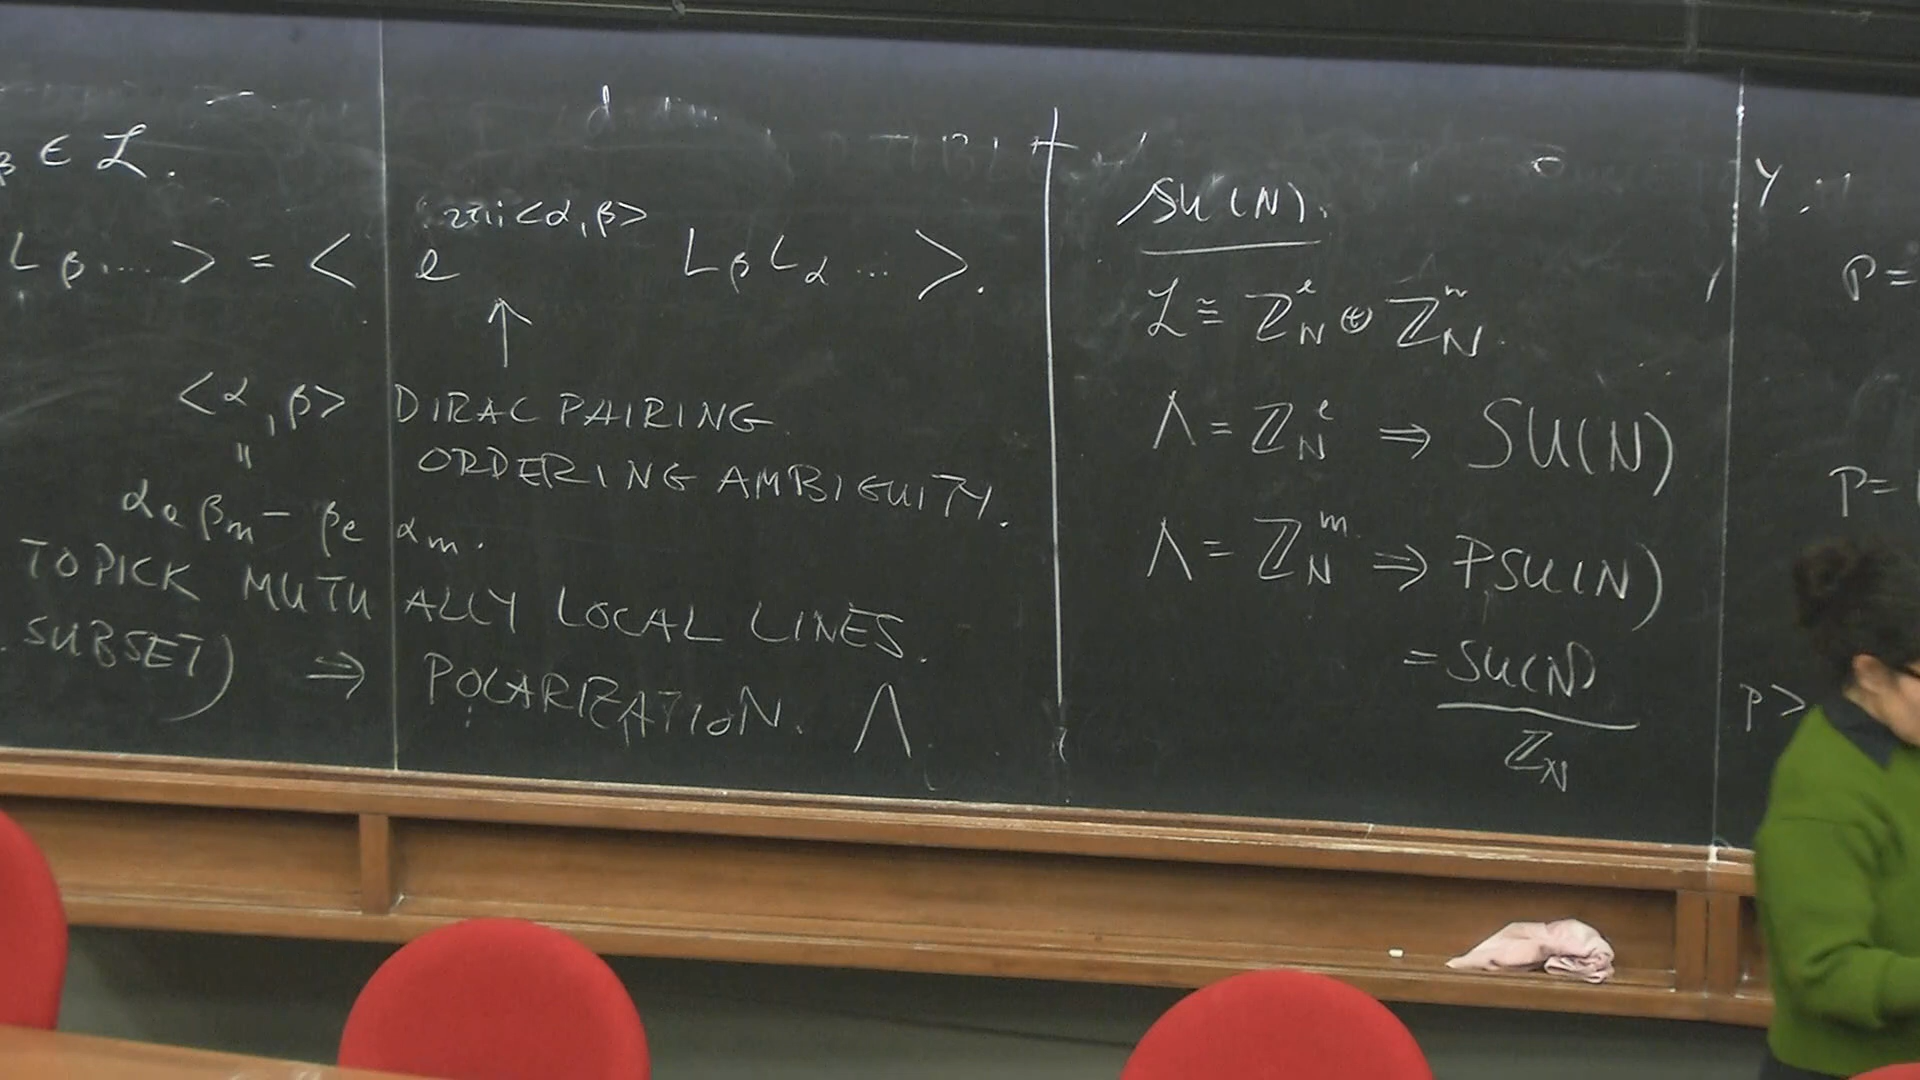 β ∈ ℒ.
L_β .... > = < e^{2πi<α,β>} L_β L_α ... >.
↑
<α,β> DIRAC PAIRING
ORDERING AMBIGUITY.
"
α_e β_m - β_e α_m.
TO PICK MUTUALLY LOCAL LINES.
SUBSET) ⇒ POLARIZATION. Λ
SU(N).
ℒ ≅ ℤ_N^e ⊕ ℤ_N^m.
Λ = ℤ_N^e ⇒ SU(N)
Λ = ℤ_N^m ⇒ PSU(N)
= SU(N)
ℤ_N
Y :
P =
P =
P >